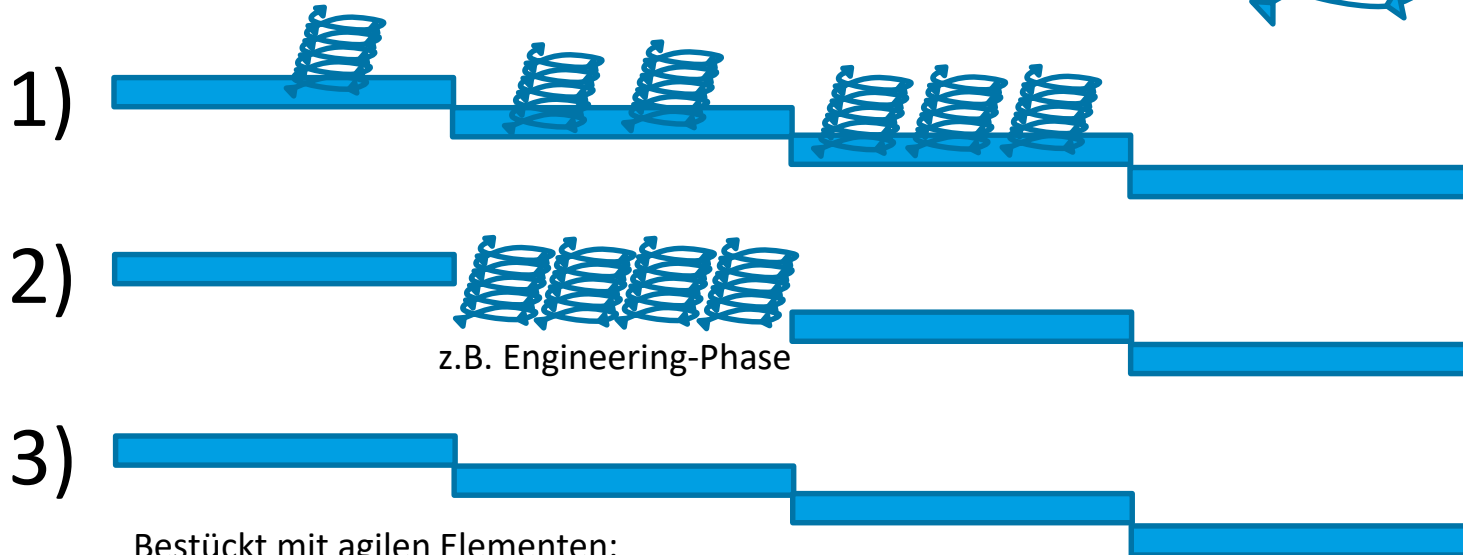 1)
2)
z.B. Engineering-Phase
3)
Bestückt mit agilen Elementen: